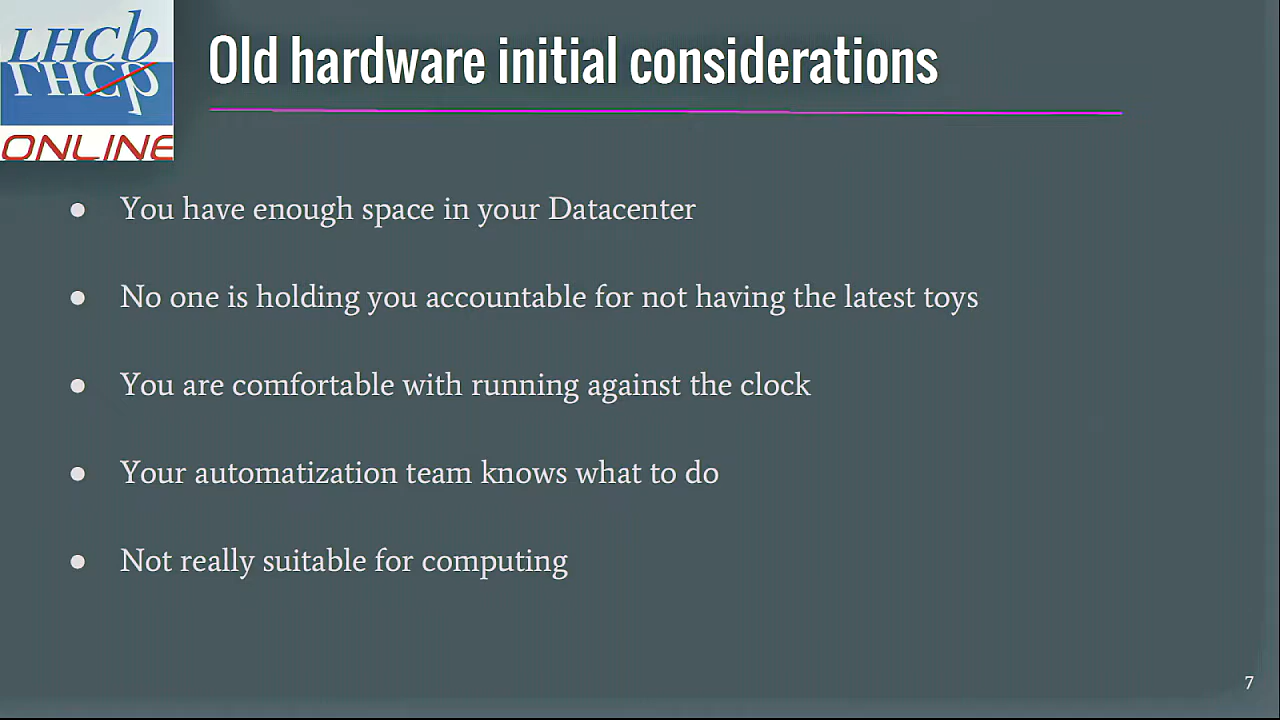 LHCb
LHCb
ONLINE
Old hardware initial considerations
● You have enough space in your Datacenter
● No one is holding you accountable for not having the latest toys
● You are comfortable with running against the clock
● Your automatization team knows what to do
● Not really suitable for computing
7